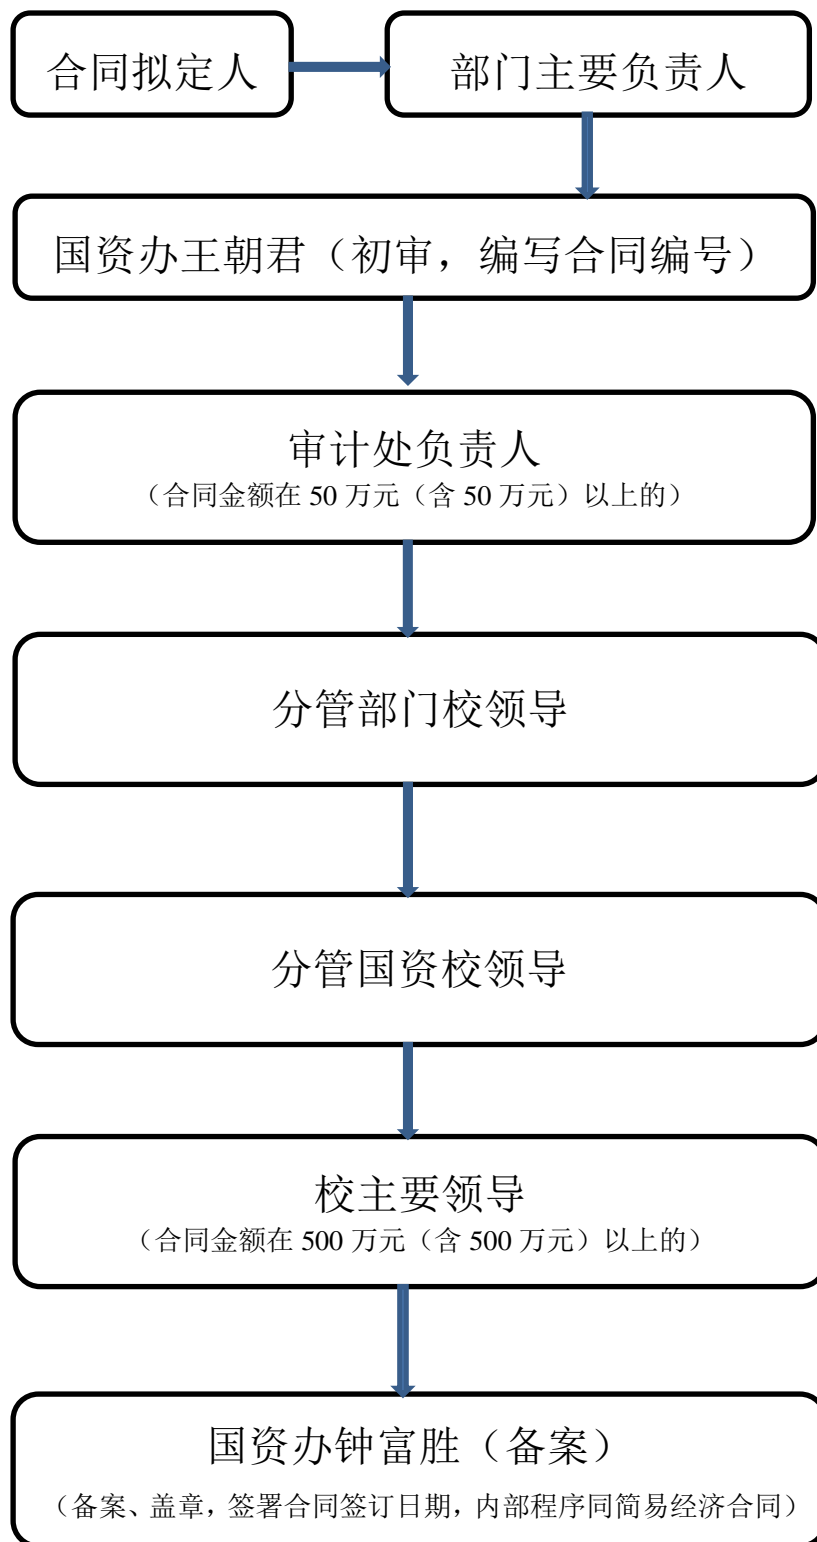 合同拟定人
部门主要负责人
国资办王朝君（初审，编写合同编号）
审计处负责人
（合同金额在 50 万元（含 50 万元）以上的）
分管部门校领导
分管国资校领导
校主要领导
（合同金额在 500 万元（含 500 万元）以上的）
国资办钟富胜（备案）
（备案、盖章，签署合同签订日期，内部程序同简易经济合同）